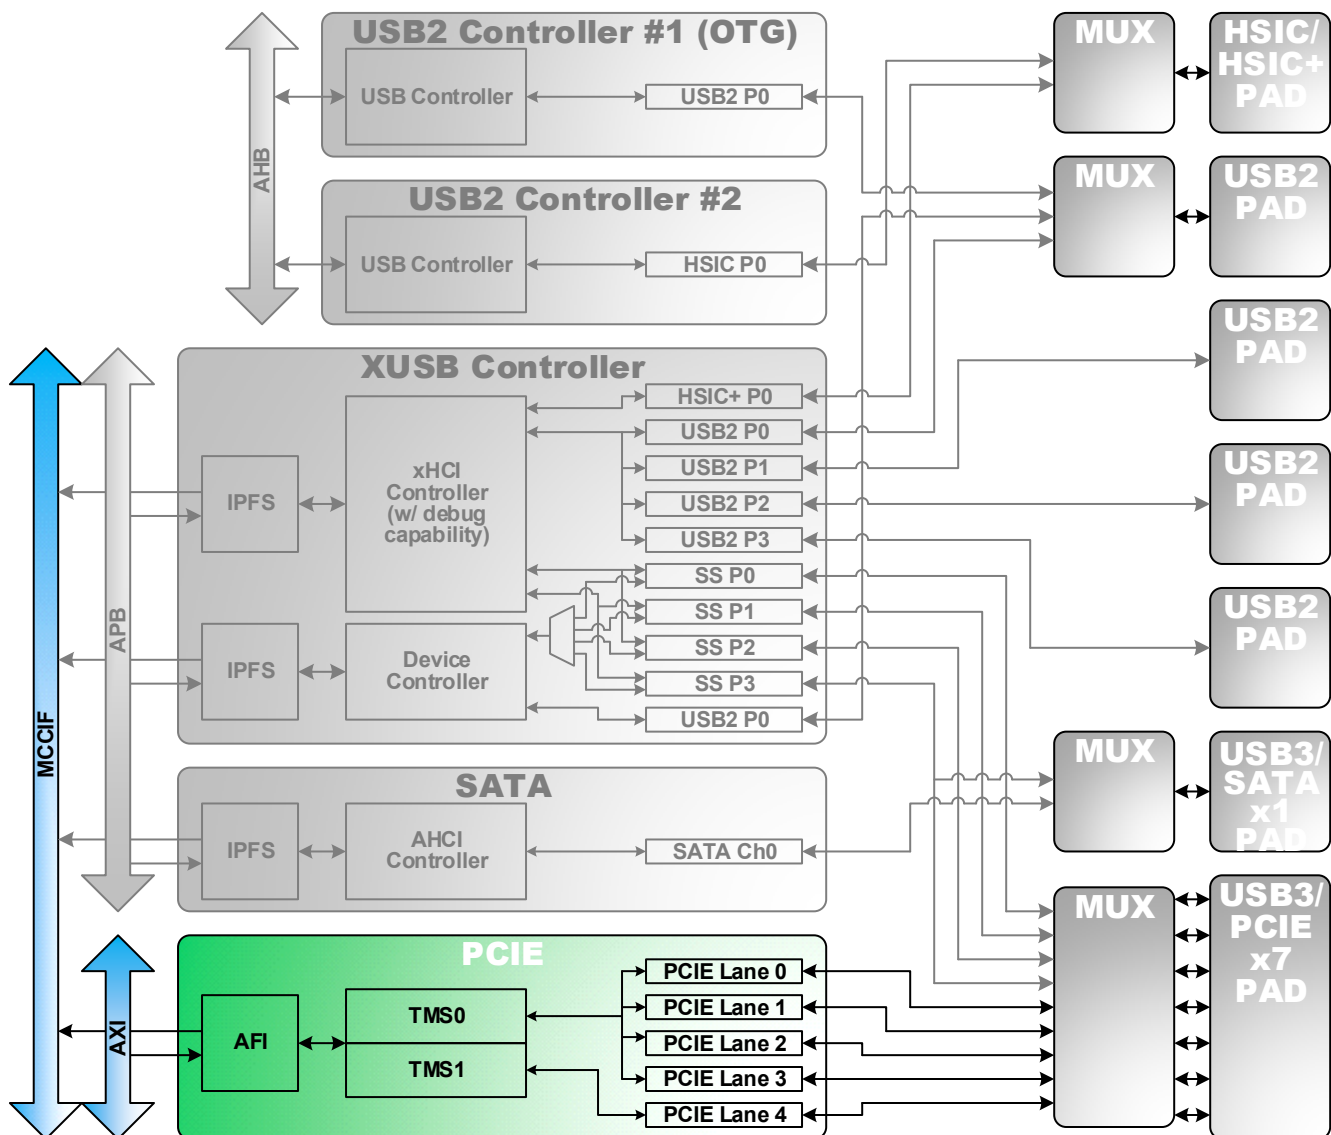 USB2 Controller #1 (OTG)
USB Controller
USB2 P0
MUX
HSIC/
HSIC+
PAD
AHB
USB2 Controller #2
USB Controller
HSIC P0
MUX
USB2
PAD
USB2
PAD
XUSB Controller
HSIC+ P0
USB2 P0
USB2 P1
USB2 P2
USB2 P3
SS P0
SS P1
SS P2
SS P3
USB2 P0
xHCI
Controller
(w/ debug
capability)
IPFS
IPFS
Device
Controller
APB
MCCIF
USB2
PAD
USB2
PAD
SATA
IPFS
AHCI
Controller
SATA Ch0
MUX
USB3/
SATA
x1
PAD
PCIE
AXI
AFI
TMS0
TMS1
PCIE Lane 0
PCIE Lane 1
PCIE Lane 2
PCIE Lane 3
PCIE Lane 4
MUX
USB3/
PCIE
x7
PAD